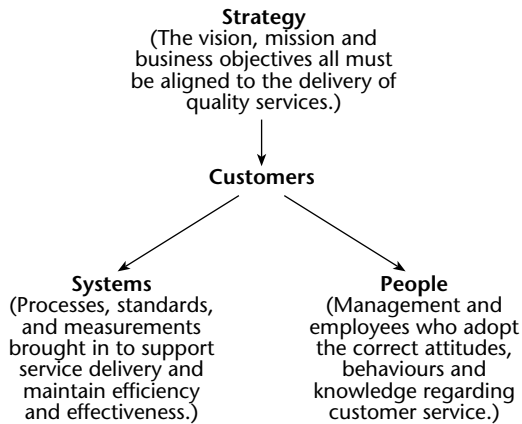 Strategy
(The vision, mission and
business objectives all must
be aligned to the delivery of
quality services.)
Customers
Systems
(Processes, standards,
and measurements
brought in to support
service delivery and
maintain efficiency
and effectiveness.)
People
(Management and
employees who adopt
the correct attitudes,
behaviours and
knowledge regarding
customer service.)